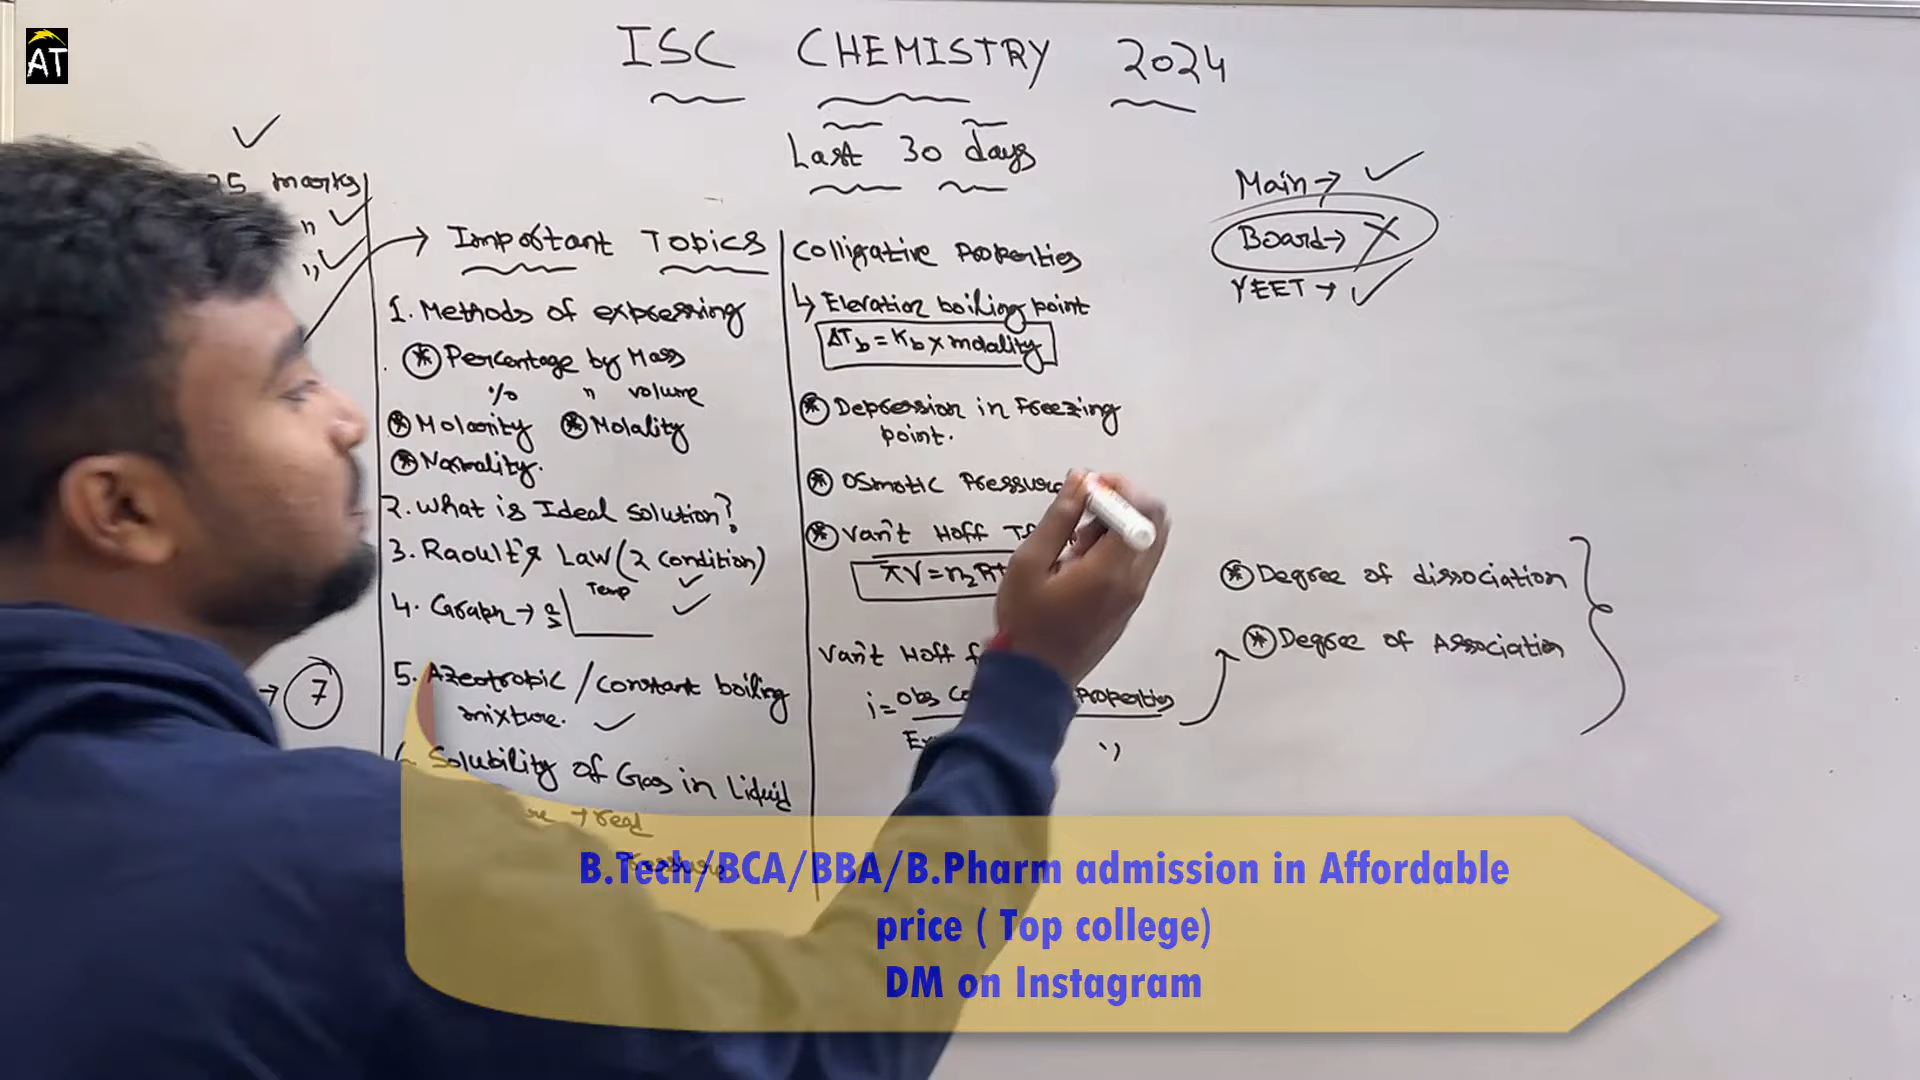 AT
ISC CHEMISTRY 2024
Last 30 days
25 marks
"
"
7
Important Topics
1. Methods of expressing
Percentage by Mass
% " volume
Molarity Molality
Normality.
2. What is Ideal Solution?
3. Raoult's Law (2 condition)
4. Graph → Temp
5. Azeotropic / constant boiling
mixture.
Solubility of Gas in Liquid
→ real
Pressure
Colligative Properties
↳ Elevation boiling point
ΔTb = Kb x molality
Depression in Freezing
point.
Osmotic Pressure
Van't Hoff
πV = n2R
Van't Hoff
i = Obs Properties
"
Main → ✓
Board → X
YEET → ✓
Degree of dissociation
Degree of Association
B.Tech/BCA/BBA/B.Pharm admission in Affordable
price ( Top college)
DM on Instagram